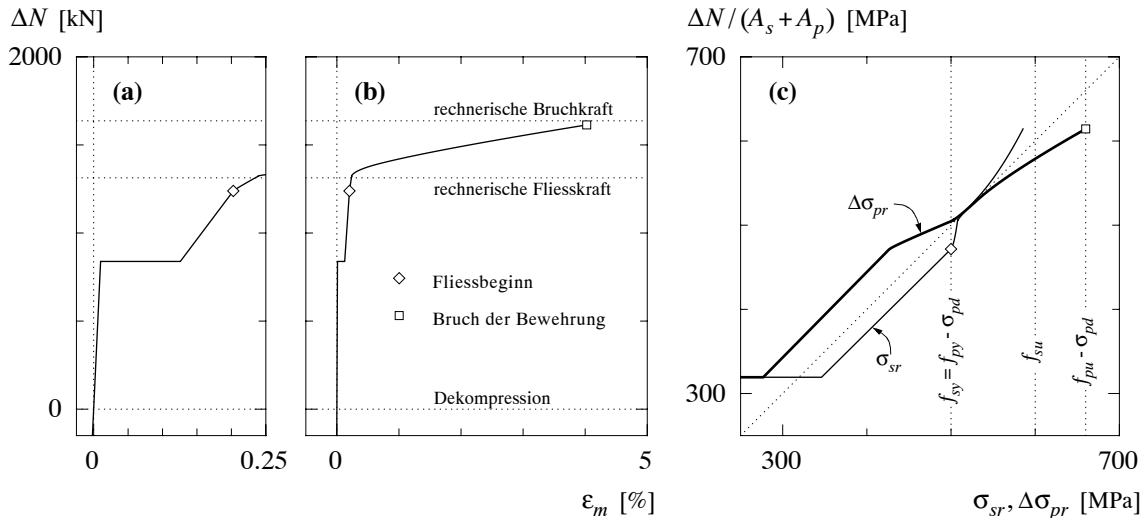 ΔN [kN]
2000
0
(a)
0
0.25
(b)
rechnerische Bruchkraft
rechnerische Fliesskraft
Fliessbeginn
Bruch der Bewehrung
Dekompression
0
5
ε_m [%]
ΔN/(A_s+A_p) [MPa]
700
300
(c)
Δσ_pr
σ_sr
f_sy = f_py - σ_pd
f_su
f_pu - σ_pd
300
700
σ_sr, Δσ_pr [MPa]